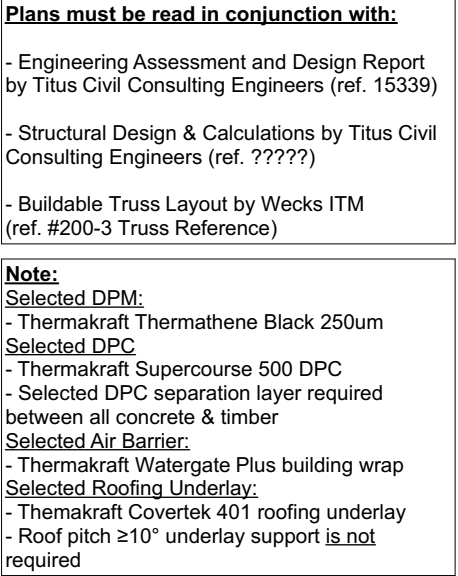 Plans must be read in conjunction with:
- Engineering Assessment and Design Report
by Titus Civil Consulting Engineers (ref. 15339)
- Structural Design & Calculations by Titus Civil
Consulting Engineers (ref. ?????)
- Buildable Truss Layout by Wecks ITM
(ref. #200-3 Truss Reference)
Note:
Selected DPM:
- Thermakraft Thermathene Black 250um
Selected DPC
- Thermakraft Supercourse 500 DPC
- Selected DPC separation layer required
between all concrete & timber
Selected Air Barrier:
- Thermakraft Watergate Plus building wrap
Selected Roofing Underlay:
- Themakraft Covertek 401 roofing underlay
- Roof pitch ≥10° underlay support is not
required